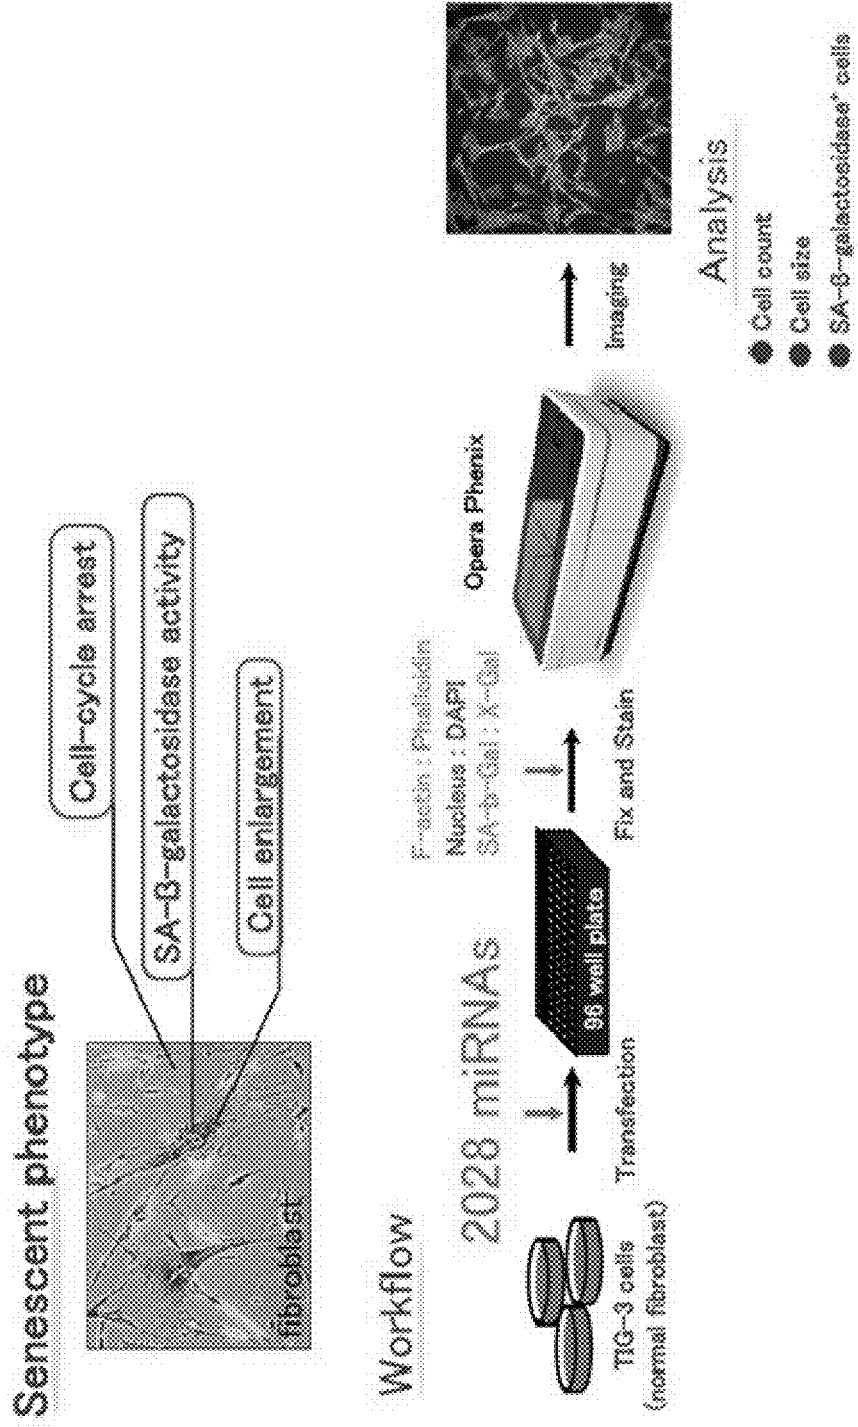 Senescent phenotype
Cell-cycle arrest
SA-β-galactosidase activity
Cell enlargement
fibroblast
Workflow
2028 miRNAs
F-actin : Phalloidin
Nucleus : DAPI
SA-b-Gal : X-Gal
Opera Phenix
96 well plate
TIG-3 cells
(normal fibroblast)
Transfection
Fix and Stain
Imaging
Analysis
● Cell count
● Cell size
● SA-β-galactosidase⁺ cells